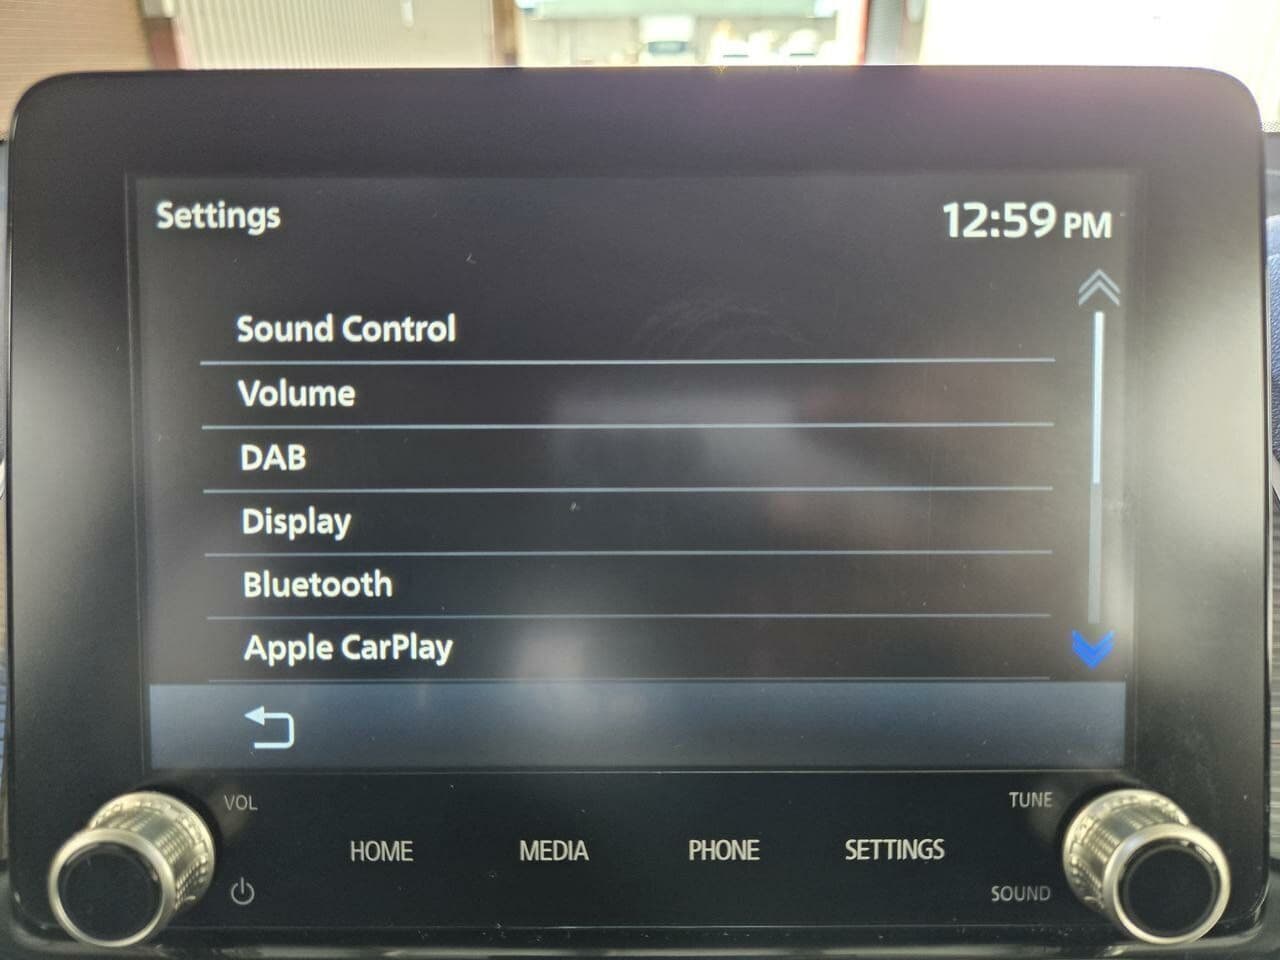 Settings
12:59 PM
Sound Control
Volume
DAB
Display
Bluetooth
Apple CarPlay
VOL
TUNE
HOME
MEDIA
PHONE
SETTINGS
SOUND